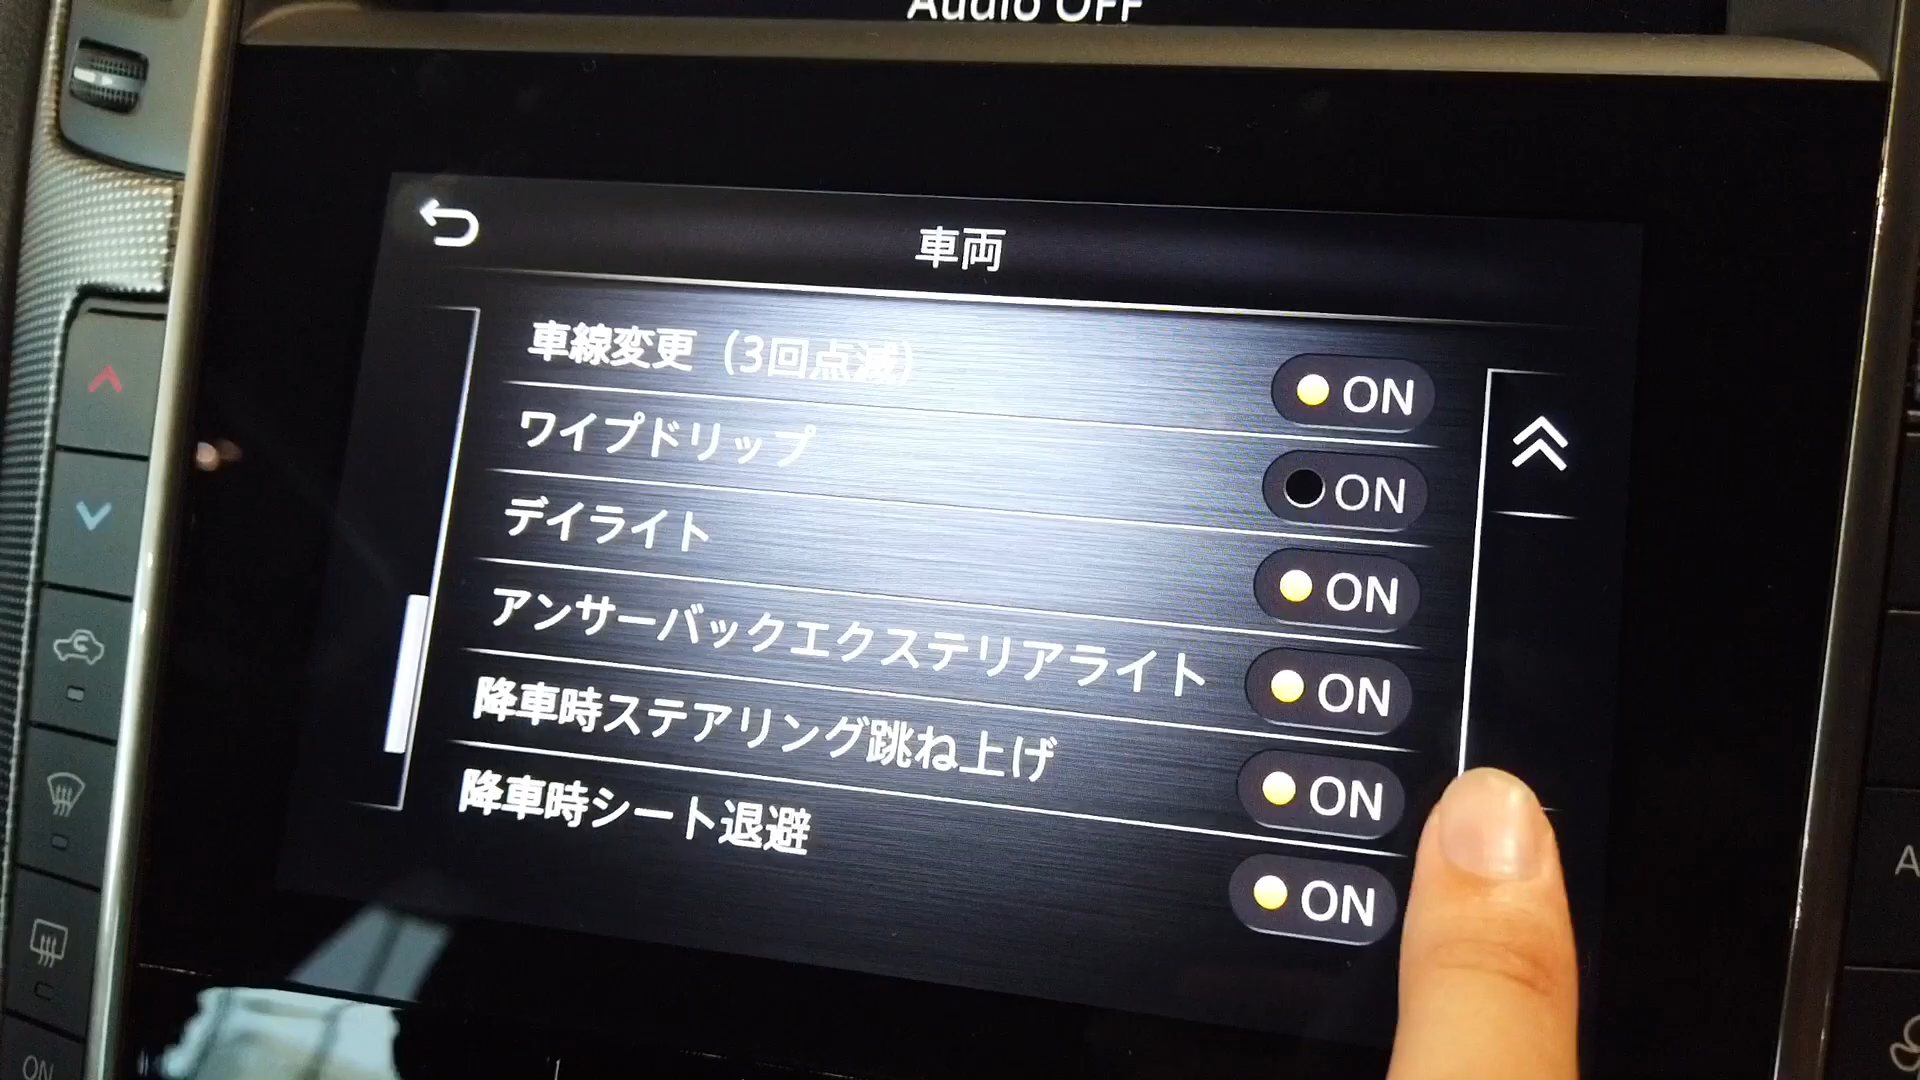 Audio OFF
車両
車線変更（3回点滅） ON
ワイプドリップ ON
デイライト ON
アンサーバックエクステリアライト ON
降車時ステアリング跳ね上げ ON
降車時シート退避 ON
ON
A